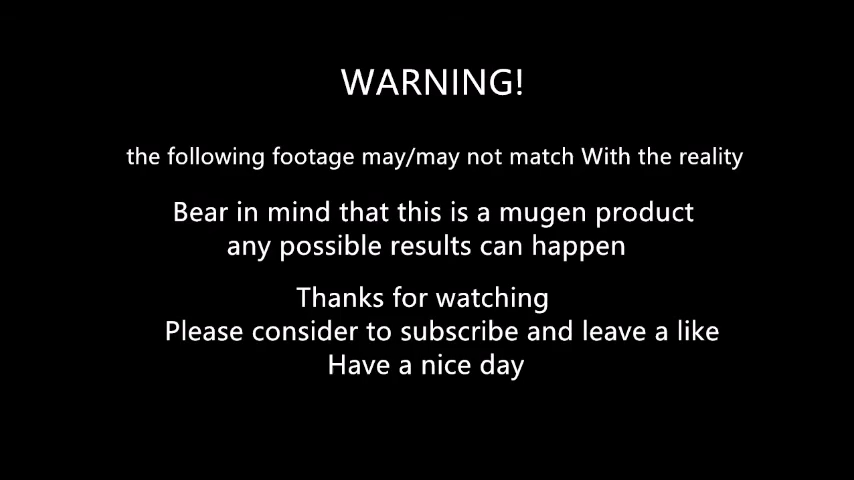 WARNING!
the following footage may/may not match With the reality
Bear in mind that this is a mugen product
any possible results can happen
Thanks for watching
Please consider to subscribe and leave a like
Have a nice day